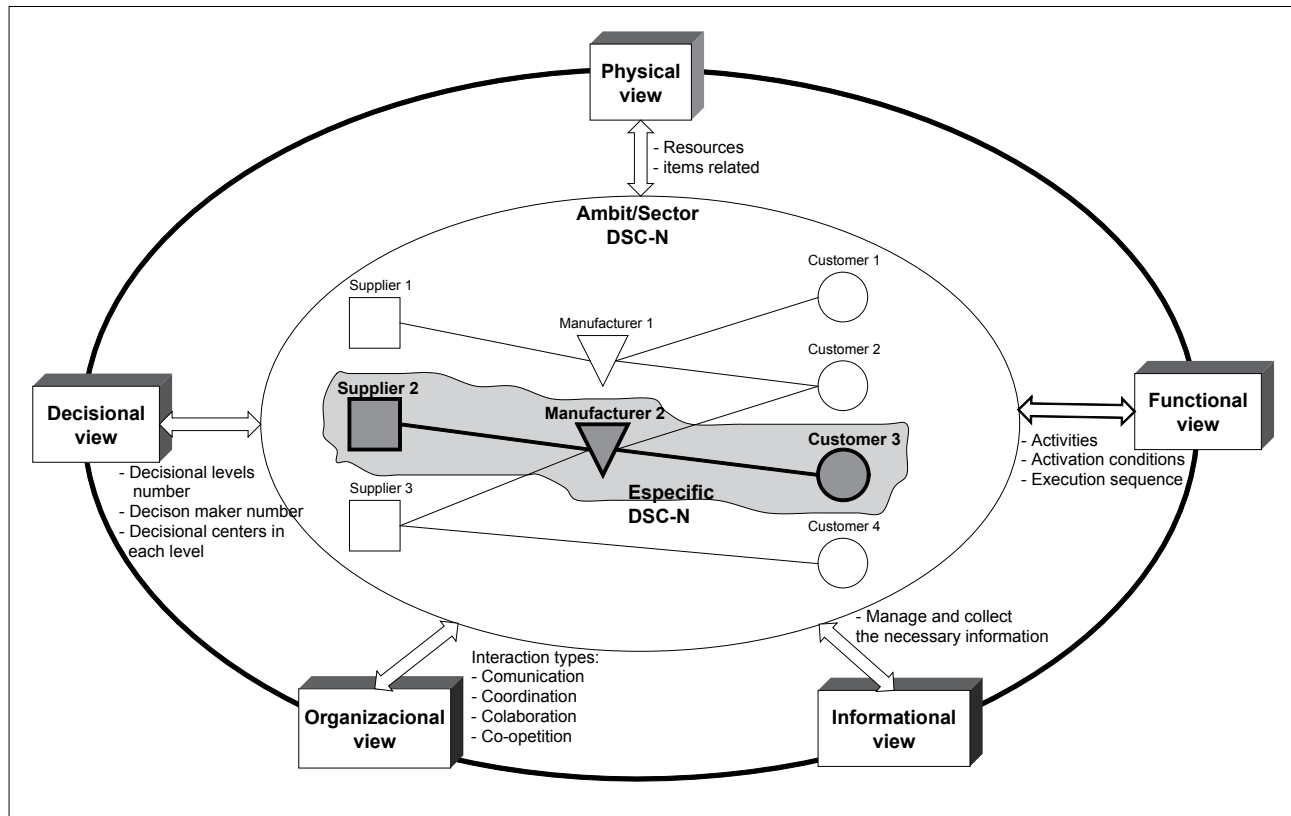 Physical
view
- Resources
- items related
Ambit/Sector
DSC-N
Customer 1
Supplier 1
Manufacturer 1
Customer 2
Supplier 2
Manufacturer 2
Customer 3
Decisional
view
Functional
view
- Decisional levels
number
- Decison maker number
- Decisional centers in
each level
- Activities
- Activation conditions
- Execution sequence
Supplier 3
Especific
DSC-N
Customer 4
- Manage and collect
the necessary information
Interaction types:
- Comunication
- Coordination
- Colaboration
- Co-opetition
Organizacional
view
Informational
view